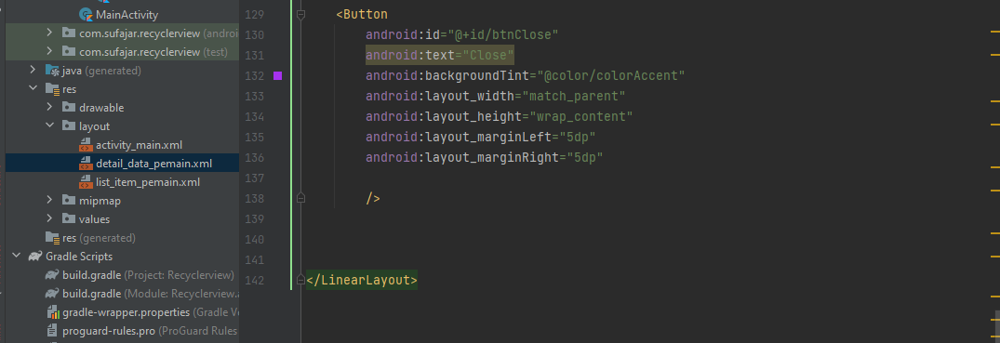 MainActivity
com.sufajar.recyclerview (androi
com.sufajar.recyclerview (test)
java (generated)
res
drawable
layout
activity_main.xml
detail_data_pemain.xml
list_item_pemain.xml
mipmap
values
res (generated)
Gradle Scripts
build.gradle (Project: Recyclerview)
build.gradle (Module: Recyclerview.a
gradle-wrapper.properties (Gradle Ve
proguard-rules.pro (ProGuard Rules
129 <Button
130 android:id="@+id/btnClose"
131 android:text="Close"
132 android:backgroundTint="@color/colorAccent"
133 android:layout_width="match_parent"
134 android:layout_height="wrap_content"
135 android:layout_marginLeft="5dp"
136 android:layout_marginRight="5dp"
137
138 />
139
140
141
142 </LinearLayout>